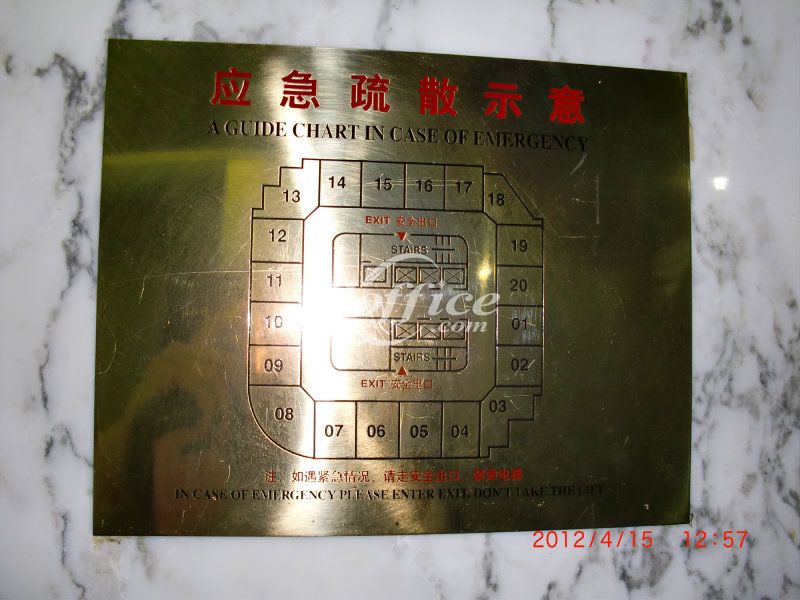 应急疏散示意
A GUIDE CHART IN CASE OF EMERGENCY
13 14 15 16 17 18
EXIT 安全出口
12 STAIRS 19
11 20
office
10 01
.com
09 STAIRS 02
EXIT 安全出口
08 03
07 06 05 04
注：如遇紧急情况，请走安全出口，禁乘电梯
IN CASE OF EMERGENCY PLEASE ENTER EXIT, DON'T TAKE THE LIFT
2012/4/15 12:57